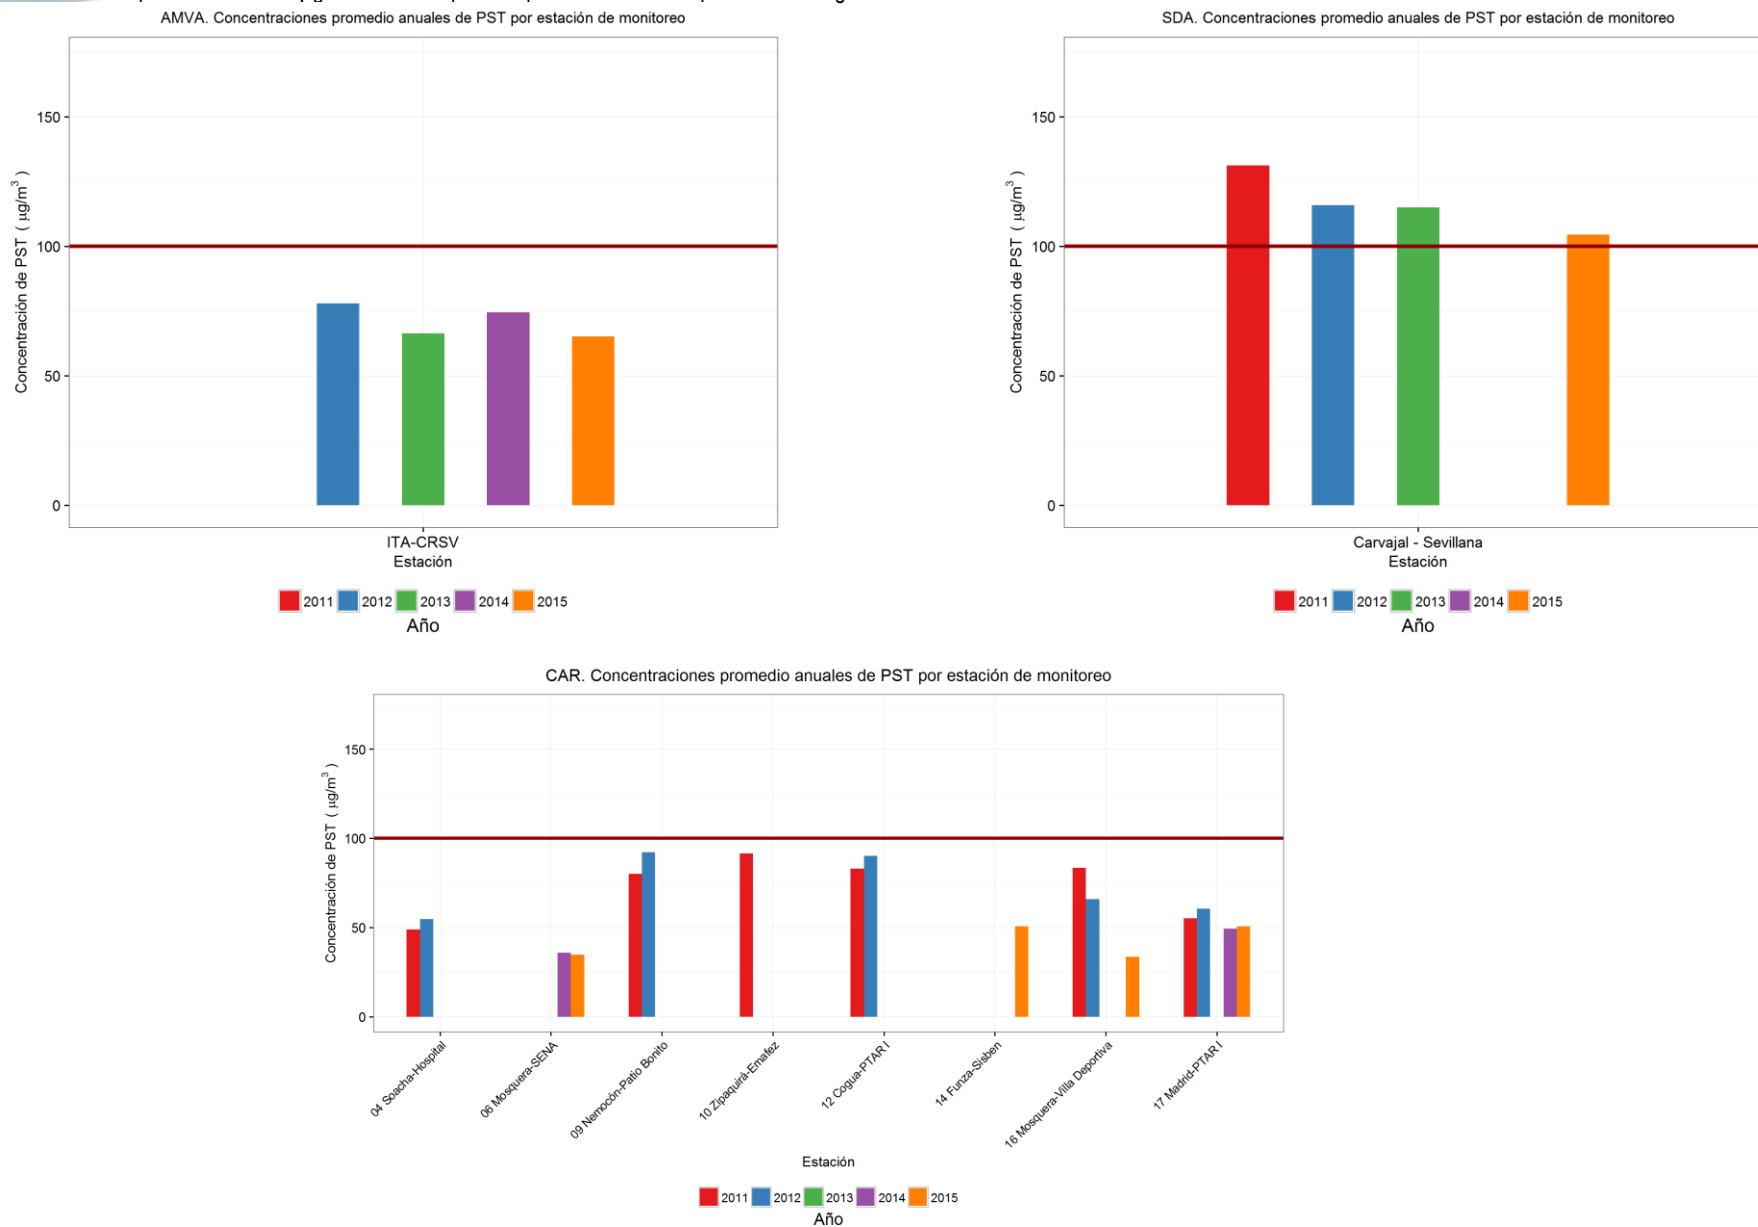 AMVA. Concentraciones promedio anuales de PST por estación de monitoreo
150
100
50
0
Concentración de PST ( µg/m³ )
ITA-CRSV
Estación
2011 2012 2013 2014 2015
Año
SDA. Concentraciones promedio anuales de PST por estación de monitoreo
150
100
50
0
Concentración de PST ( µg/m³ )
Carvajal - Sevillana
Estación
2011 2012 2013 2014 2015
Año
CAR. Concentraciones promedio anuales de PST por estación de monitoreo
150
100
50
0
Concentración de PST ( µg/m³ )
04 Soacha-Hospital
06 Mosquera-SENA
09 Nemocón-Patio Bonito
10 Zipaquirá-Emafez
12 Cogua-PTAR I
14 Funza-Sisben
16 Mosquera-Villa Deportiva
17 Madrid-PTAR I
Estación
2011 2012 2013 2014 2015
Año